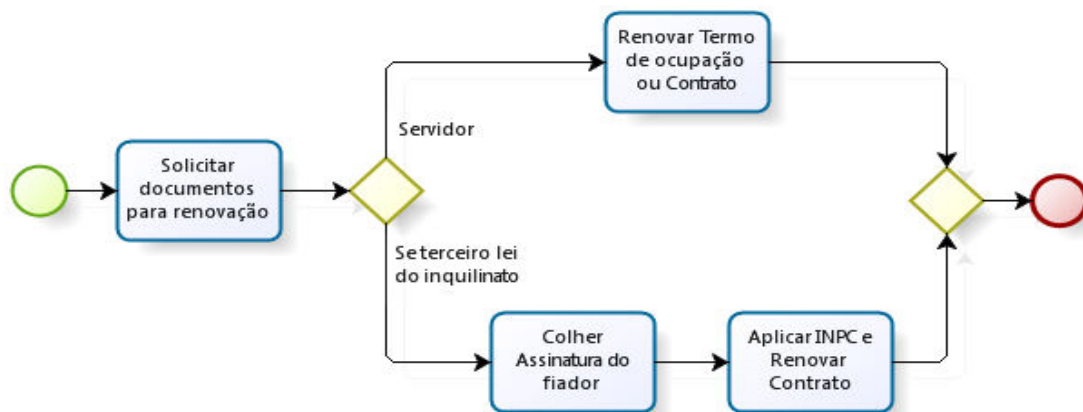 Renovar Termo
de ocupação
ou Contrato
Servidor
Solicitar
documentos
para renovação
Se terceiro lei
do inquilinato
Colher
Assinatura do
fiador
Aplicar INPC e
Renovar
Contrato